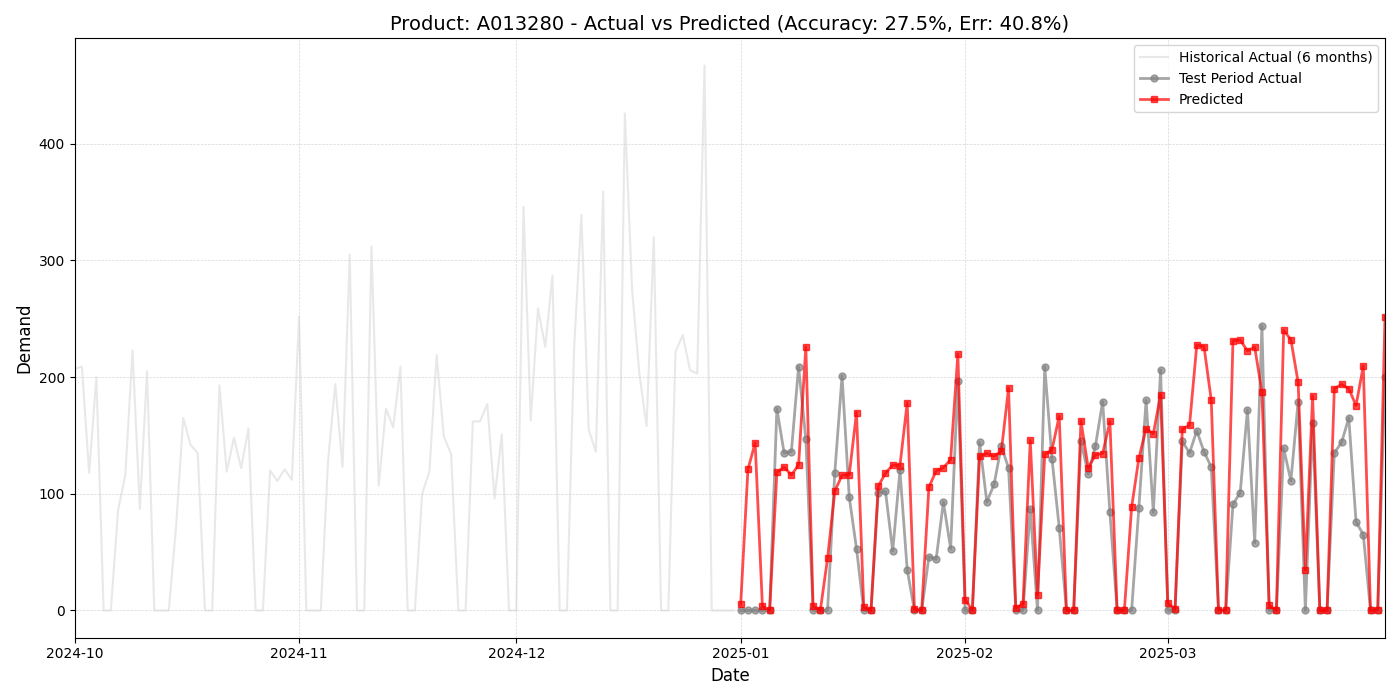 Product: A013280 - Actual vs Predicted (Accuracy: 27.5%, Err: 40.8%)
Historical Actual (6 months)
Test Period Actual
Predicted
Demand
400
300
200
100
0
2024-10
2024-11
2024-12
2025-01
2025-02
2025-03
Date